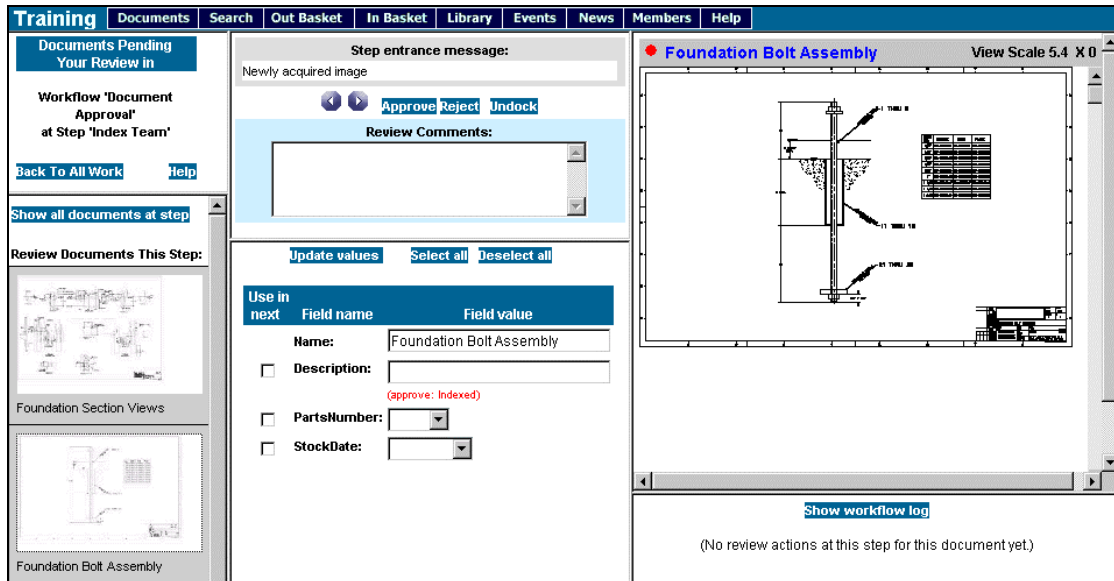 Training Documents Search Out Basket In Basket Library Events News Members Help
Documents Pending
Your Review in
Workflow 'Document
Approval'
at Step 'Index Team'
Back To All Work Help
Show all documents at step
Review Documents This Step:
Foundation Section Views
Foundation Bolt Assembly
Step entrance message:
Newly acquired image
Approve Reject Undock
Review Comments:
Update values Select all Deselect all
Use in
next Field name Field value
Name: Foundation Bolt Assembly
Description:
(approve: Indexed)
PartsNumber:
StockDate:
Foundation Bolt Assembly View Scale 5.4 X 0
Show workflow log
(No review actions at this step for this document yet.)